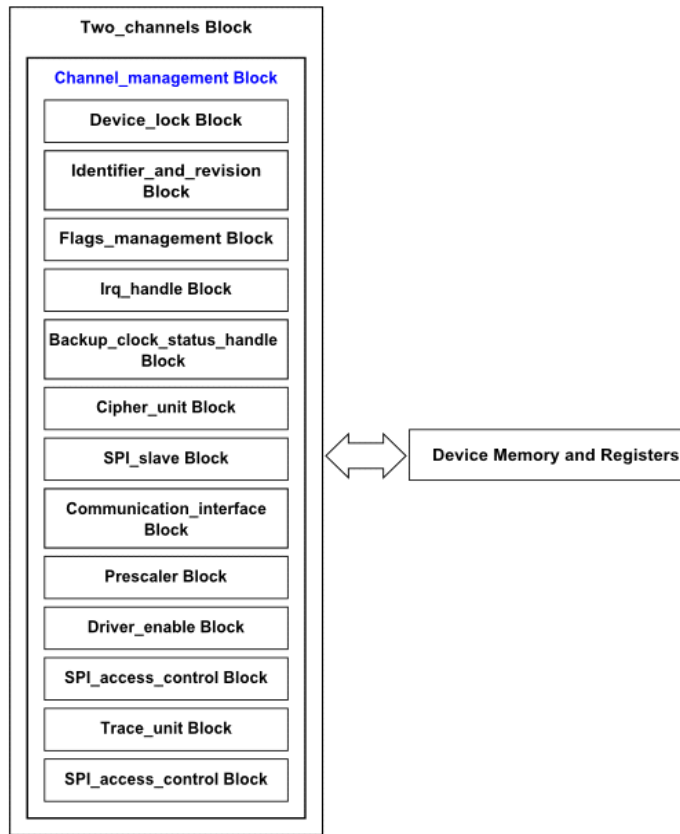 Two_channels Block
Channel_management Block
Device_lock Block
Identifier_and_revision
Block
Flags_management Block
Irq_handle Block
Backup_clock_status_handle
Block
Cipher_unit Block
SPI_slave Block
Device Memory and Registers
Communication_interface
Block
Prescaler Block
Driver_enable Block
SPI_access_control Block
Trace_unit Block
SPI_access_control Block